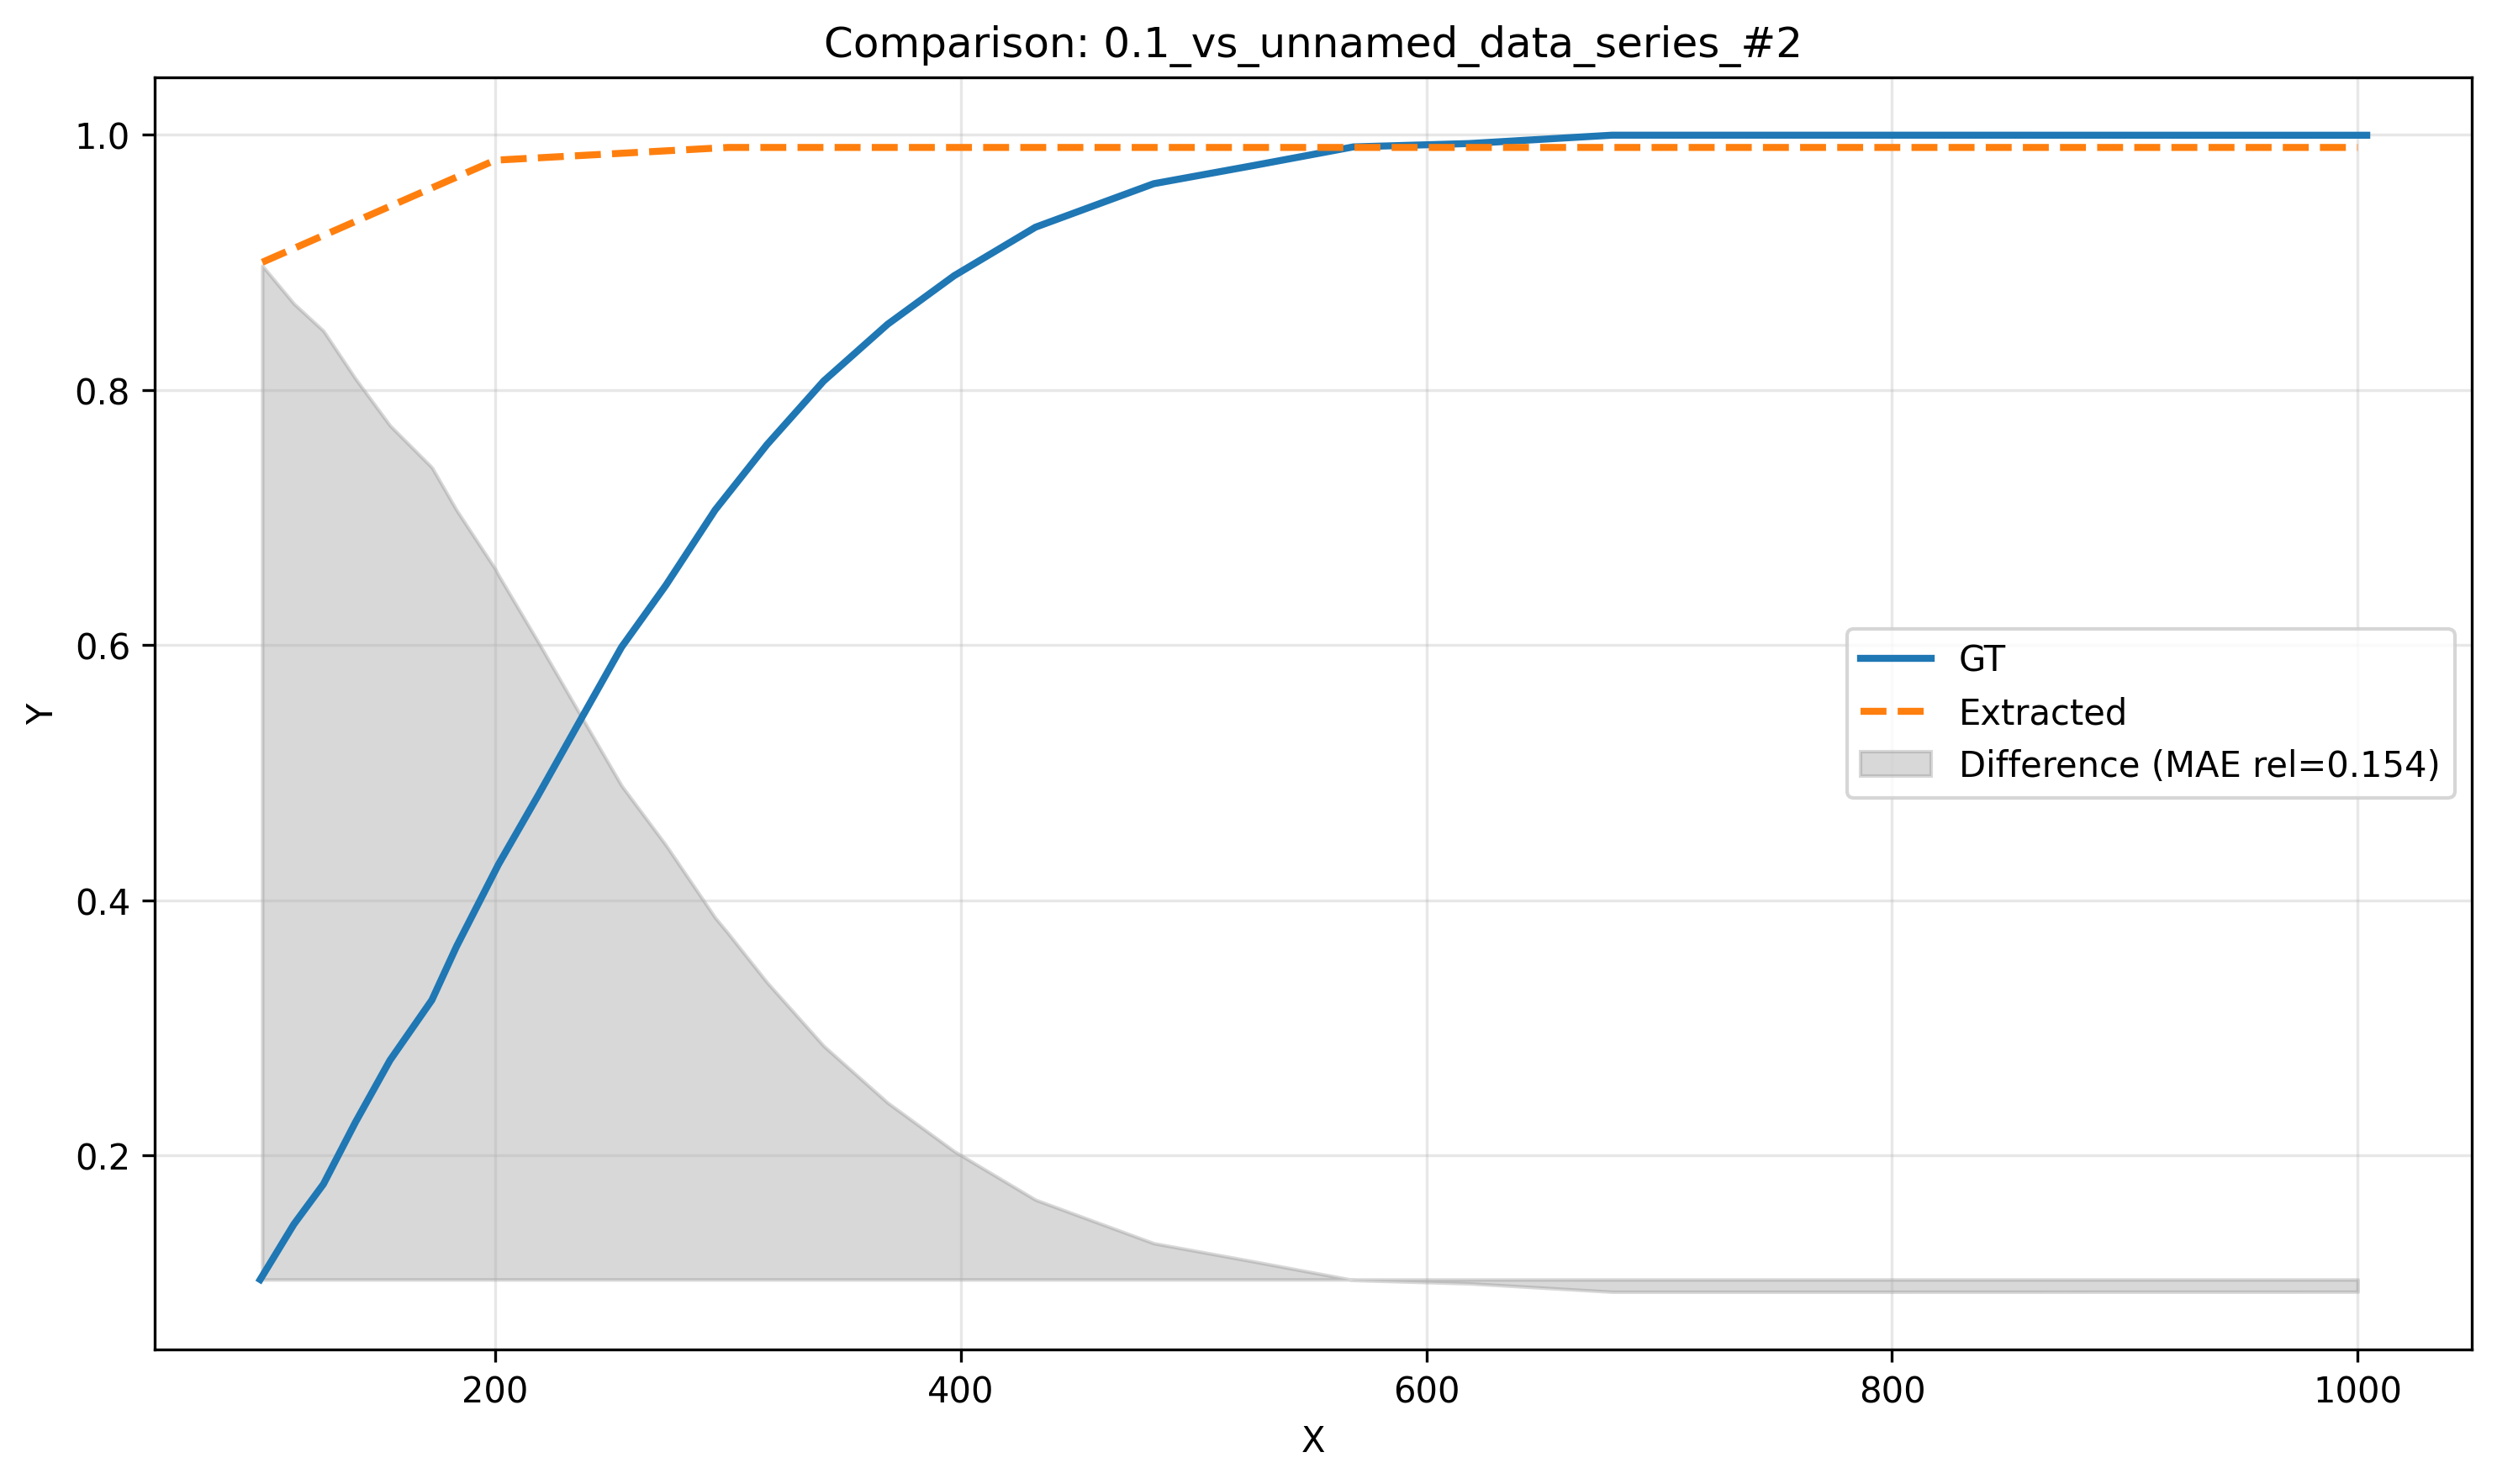 Comparison: 0.1_vs_unnamed_data_series_#2
1.0
0.8
0.6
0.4
0.2
Y
GT
Extracted
Difference (MAE rel=0.154)
200 400 600 800 1000
X